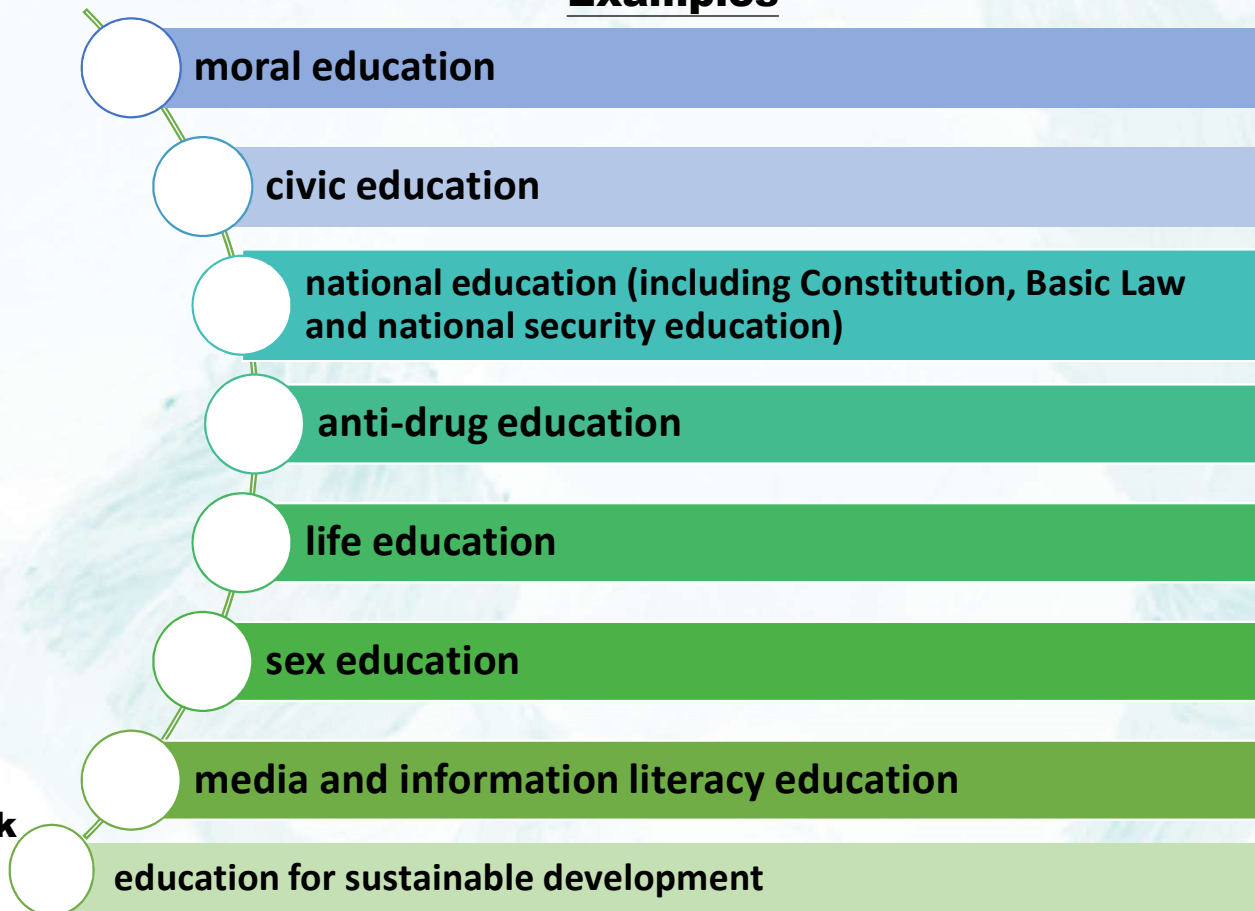 Examples
moral education
civic education
national education (including Constitution, Basic Law
and national security education)
anti-drug education
life education
sex education
media and information literacy education
education for sustainable development